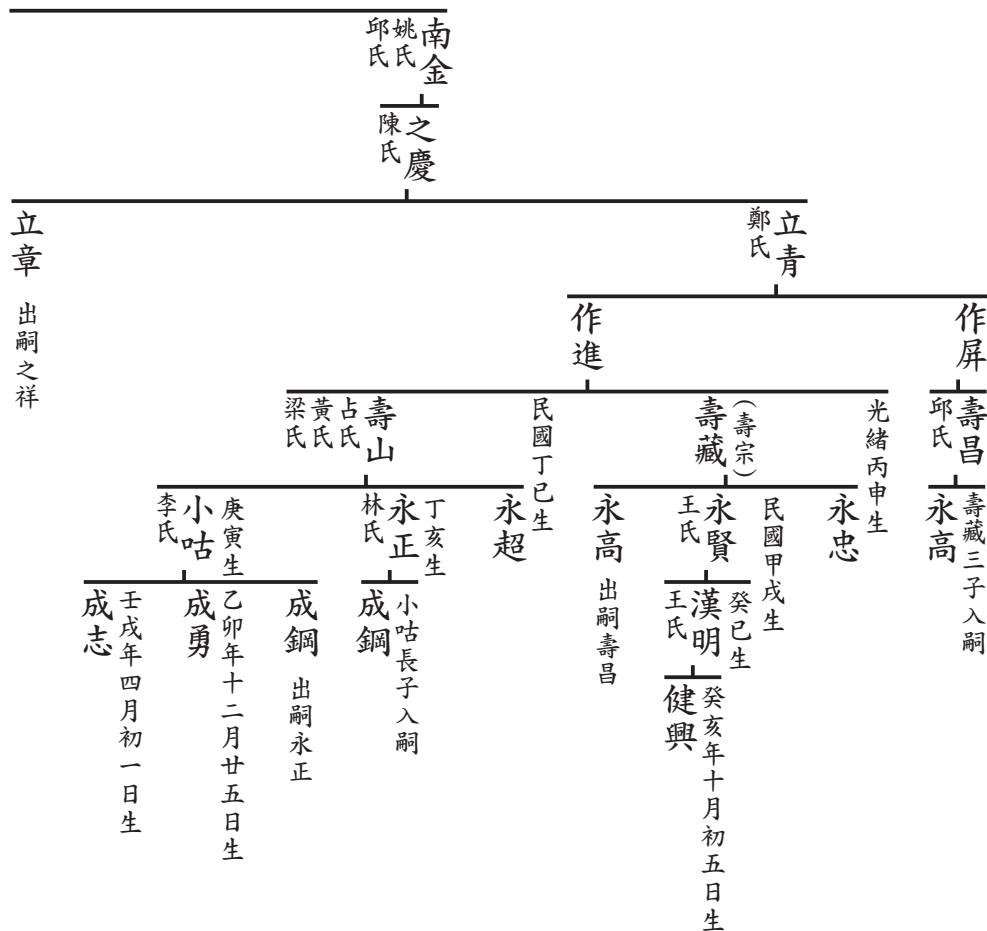 南金
姚氏
邱氏
之慶
陳氏
立青
鄭氏
立章 出嗣之祥
作屏
作進
壽昌
邱氏
光緒丙申生
(壽宗)
壽藏
民國丁巳生
壽山
占氏
黃氏
梁氏
壽藏三子入嗣
永高
永忠
民國甲戌生
永賢
王氏
永高 出嗣壽昌
永超
丁亥生
永正
林氏
庚寅生
小咕
李氏
癸巳生
漢明
王氏
小咕長子入嗣
成鋼
成鋼 出嗣永正
乙卯年十二月廿五日生
成勇
壬戌年四月初一日生
成志
癸亥年十月初五日生
健興